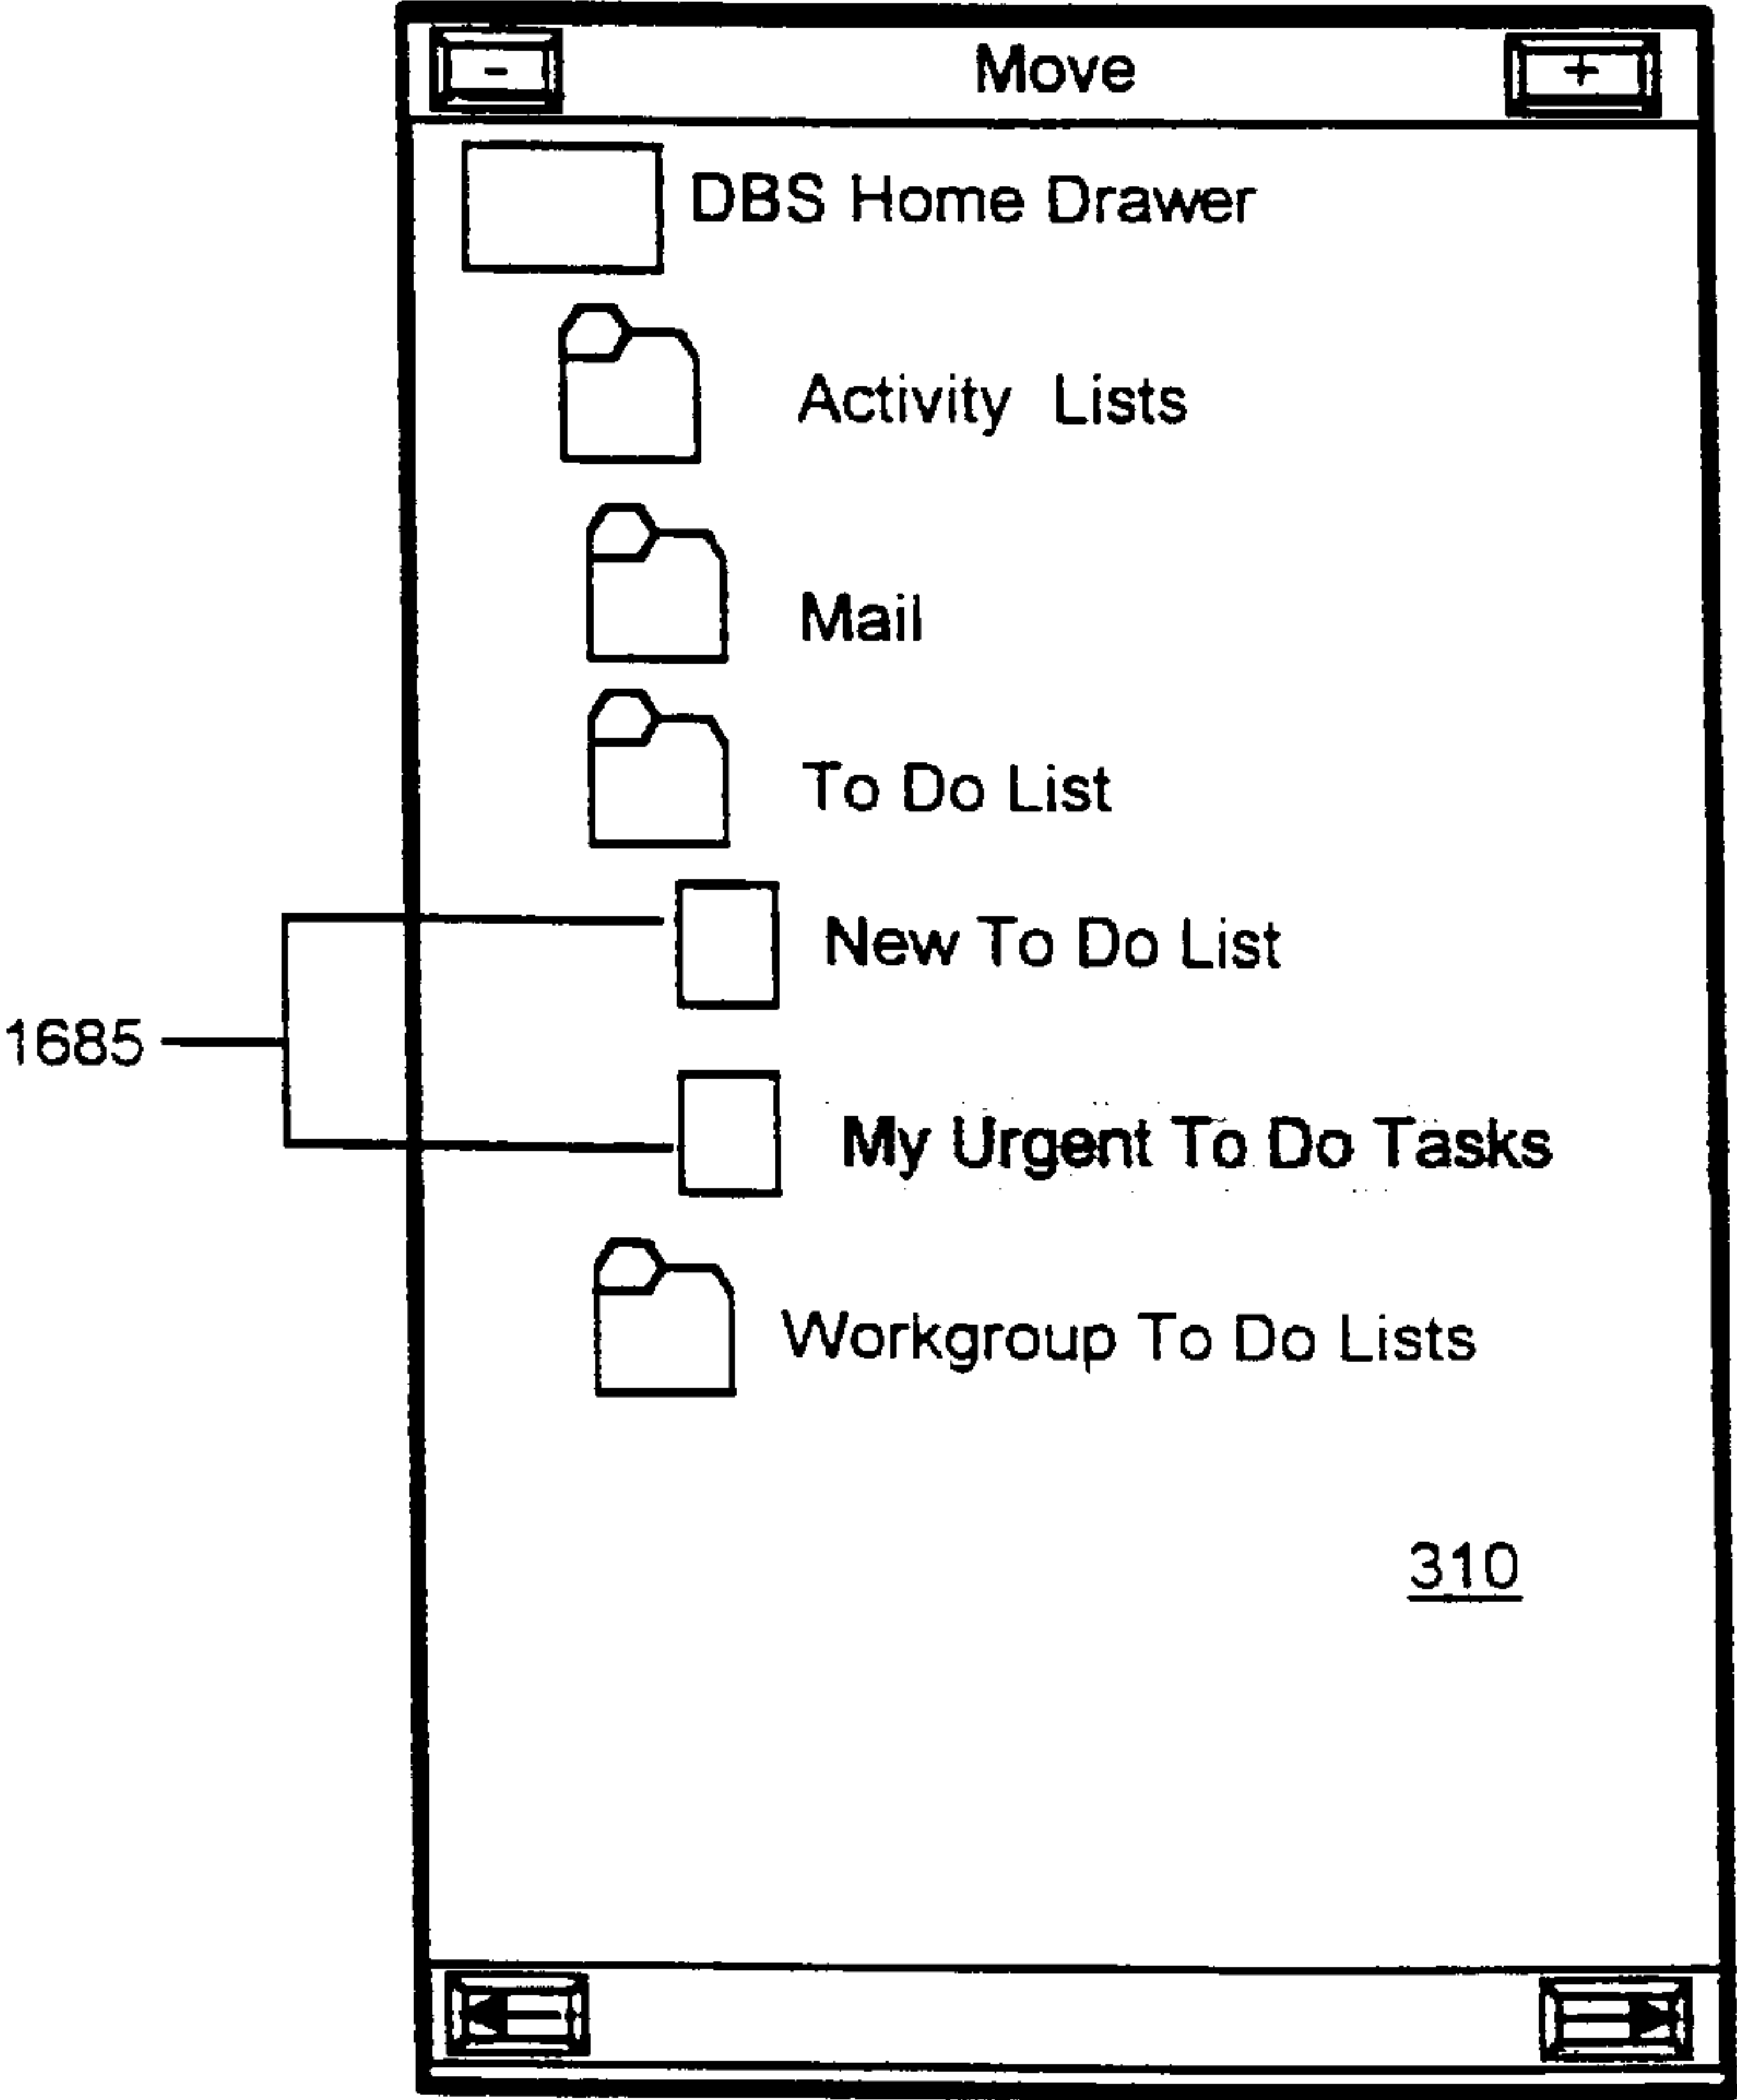 - Move +
DBS Home Drawer
Activity Lists
Mail
To Do List
New To Do List
1685
My Urgent To Do Tasks
Workgroup To Do Lists
310